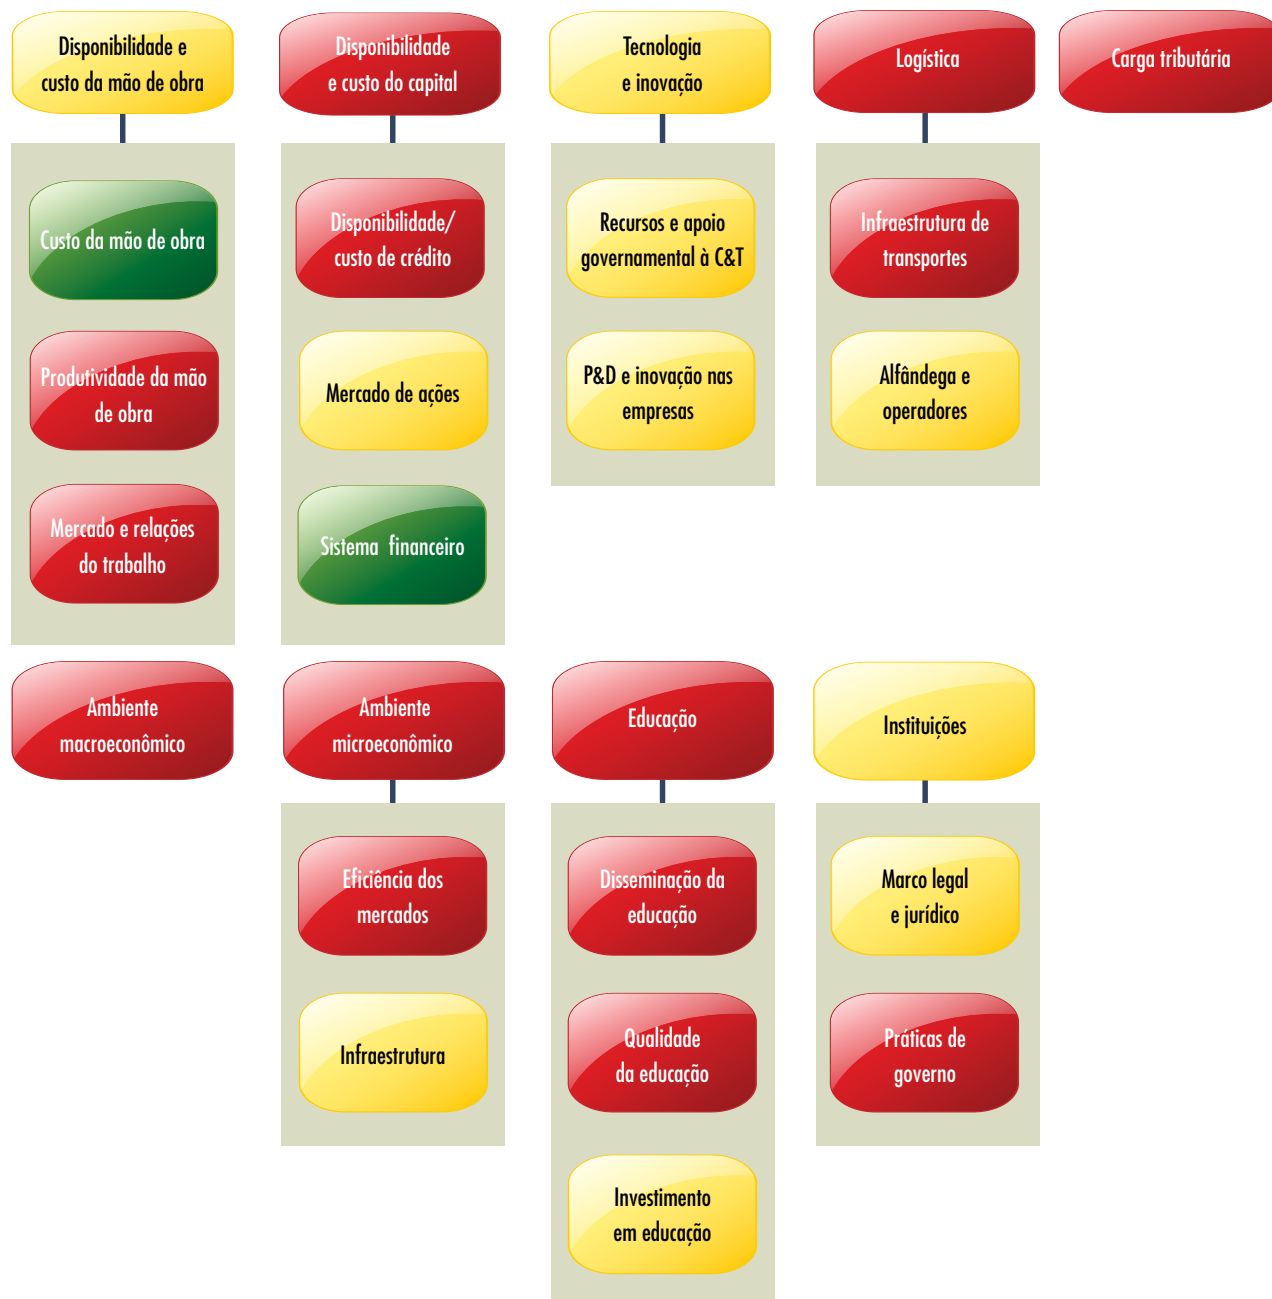 Disponibilidade e
custo da mão de obra
Disponibilidade
e custo do capital
Tecnologia
e inovação
Logística
Carga tributária
Custo da mão de obra
Produtividade da mão
de obra
Mercado e relações
do trabalho
Disponibilidade/
custo de crédito
Mercado de ações
Sistema financeiro
Recursos e apoio
governamental à C&T
P&D e inovação nas
empresas
Infraestrutura de
transportes
Alfândega e
operadores
Ambiente
macroeconômico
Ambiente
microeconômico
Educação
Instituições
Eficiência dos
mercados
Infraestrutura
Disseminação da
educação
Qualidade
da educação
Investimento
em educação
Marco legal
e jurídico
Práticas de
governo